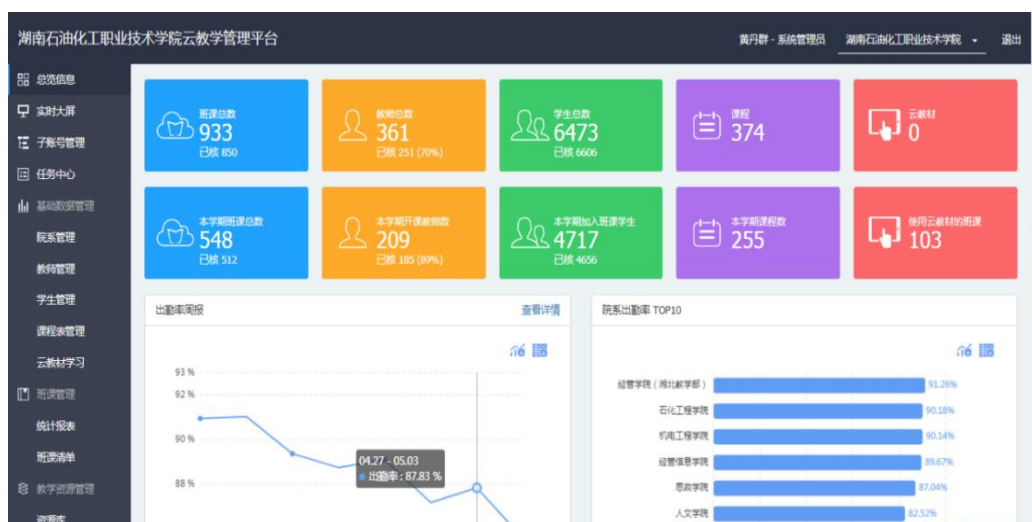 湖南石油化工职业技术学院云教学管理平台
黄丹群 - 系统管理员
湖南石油化工职业技术学院
退出
总览信息
实时大屏
子账号管理
任务中心
基础数据管理
院系管理
教师管理
学生管理
课程表管理
云教材学习
班课管理
统计报表
班课清单
教学资源管理
资源库
班课总数
933
已核 850
教师总数
361
已核 251 (70%)
学生总数
6473
已核 6606
课程
374
云教材
0
本学期班课总数
548
已核 512
本学期开课教师数
209
已核 185 (89%)
本学期加入班课学生
4717
已核 4656
本学期课程数
255
使用云教材的班课
103
出勤率周报
查看详情
93 %
92 %
90 %
88 %
04.27 - 05.03
出勤率 : 87.83 %
院系出勤率 TOP10
经管学院 ( 湘北教学部 )
91.26%
石化工程学院
90.18%
机电工程学院
90.14%
经营信息学院
89.67%
思政学院
87.04%
人文学院
82.52%